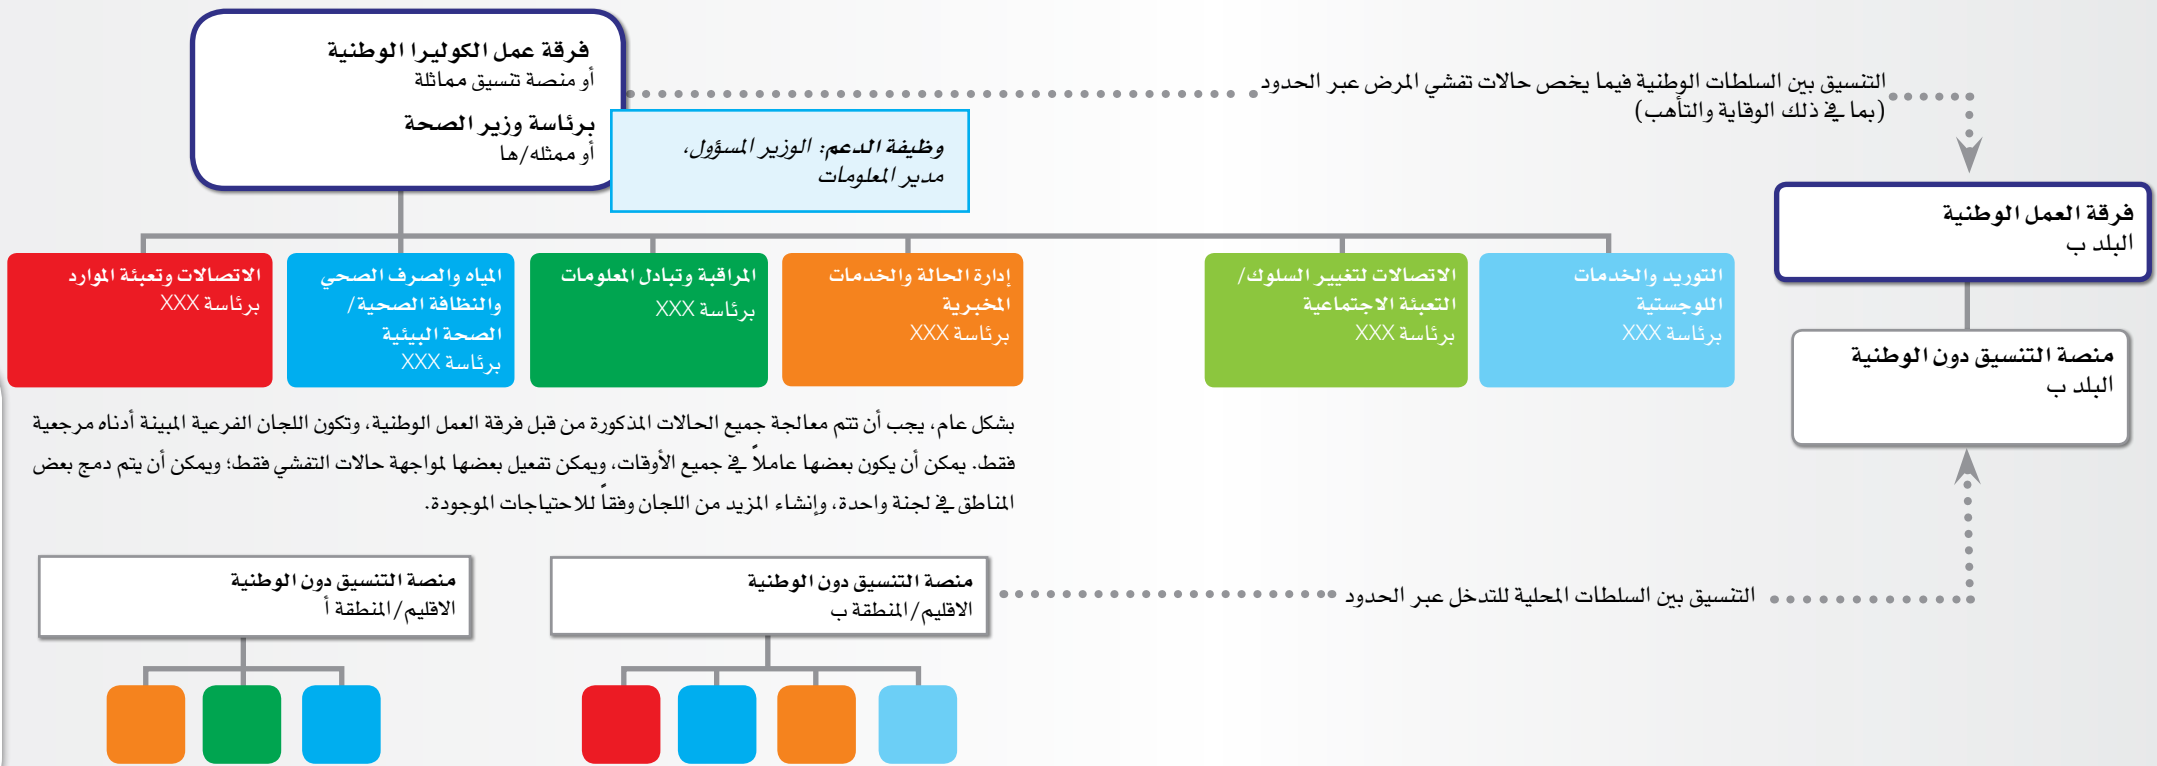 فرقة عمل الكوليرا الوطنية
أو منصة تنسيق مماثلة
برئاسة وزير الصحة
أو ممثله/ها
وظيفة الدعم: الوزير المسؤول،
مدير المعلومات
التنسيق بين السلطات الوطنية فيما يخص حالات تفشي المرض عبر الحدود
(بما في ذلك الوقاية والتأهب)
فرقة العمل الوطنية
البلد ب
منصة التنسيق دون الوطنية
البلد ب
التوريد والخدمات
اللوجستية
برئاسة XXX
الاتصالات لتغيير السلوك/
التعبئة الاجتماعية
برئاسة XXX
إدارة الحالة والخدمات
المخبرية
برئاسة XXX
المراقبة وتبادل المعلومات
برئاسة XXX
المياه والصرف الصحي
والنظافة الصحية/
الصحة البيئية
برئاسة XXX
الاتصالات وتعبئة الموارد
برئاسة XXX
بشكل عام، يجب أن تتم معالجة جميع الحالات المذكورة من قبل فرقة العمل الوطنية، وتكون اللجان الفرعية المبينة أدناه مرجعية
فقط. يمكن أن يكون بعضها عاملاً في جميع الأوقات، ويمكن تفعيل بعضها لمواجهة حالات التفشي فقط؛ ويمكن أن يتم دمج بعض
المناطق في لجنة واحدة، وإنشاء المزيد من اللجان وفقاً للاحتياجات الموجودة.
التنسيق بين السلطات المحلية للتدخل عبر الحدود
منصة التنسيق دون الوطنية
الاقليم/المنطقة ب
منصة التنسيق دون الوطنية
الاقليم/المنطقة أ